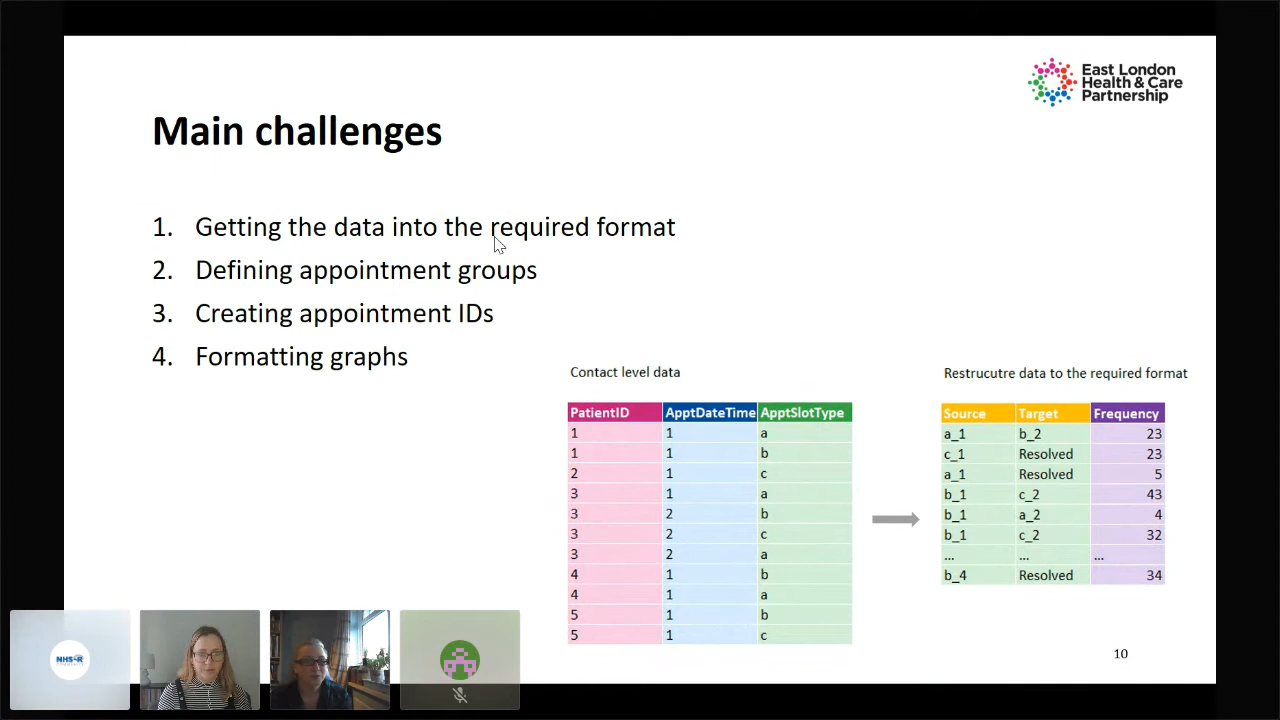 East London
Health & Care
Partnership
Main challenges
1. Getting the data into the required format
2. Defining appointment groups
3. Creating appointment IDs
4. Formatting graphs
Contact level data
PatientID ApptDateTime ApptSlotType
1 1 a
1 1 b
2 1 c
3 1 a
3 2 b
3 2 c
3 2 a
4 1 b
4 1 a
5 1 b
5 1 c
Restrucutre data to the required format
Source Target Frequency
a_1 b_2 23
c_1 Resolved 23
a_1 Resolved 5
b_1 c_2 43
b_1 a_2 4
b_1 c_2 32
... ... ...
b_4 Resolved 34
10
NHS-R
COMMUNITY